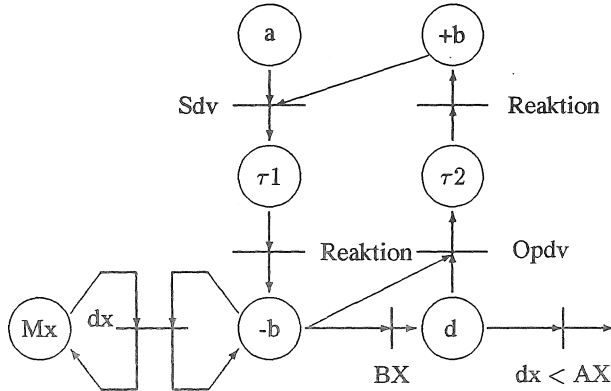 a +b
Sdv Reaktion
τ1 τ2
Reaktion Opdv
Mx dx -b d
BX dx < AX